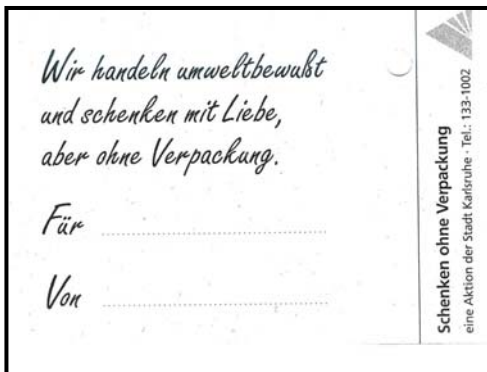 Wir handeln umweltbewußt
und schenken mit Liebe,
aber ohne Verpackung.
Für
Von
Schenken ohne Verpackung
eine Aktion der Stadt Karlsruhe · Tel.: 133-1002